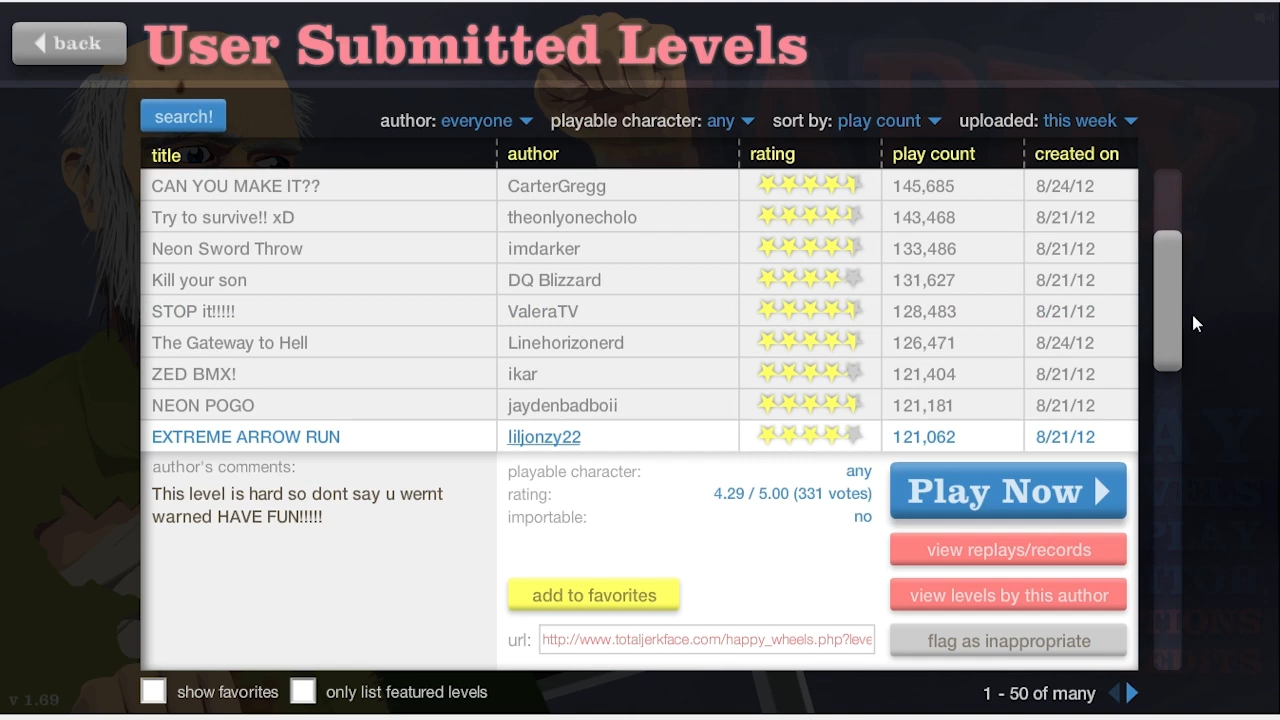 back
User Submitted Levels
search!
author: everyone playable character: any sort by: play count uploaded: this week
title author rating play count created on
CAN YOU MAKE IT?? CarterGregg 145,685 8/24/12
Try to survive!! xD theonlyonecholo 143,468 8/21/12
Neon Sword Throw imdarker 133,486 8/21/12
Kill your son DQ Blizzard 131,627 8/21/12
STOP it!!!!! ValeraTV 128,483 8/21/12
The Gateway to Hell Linehorizonerd 126,471 8/24/12
ZED BMX! ikar 121,404 8/21/12
NEON POGO jaydenbadboii 121,181 8/21/12
EXTREME ARROW RUN liljonzy22 121,062 8/21/12
author's comments:
This level is hard so dont say u wernt
warned HAVE FUN!!!!!
playable character: any
rating: 4.29 / 5.00 (331 votes)
importable: no
add to favorites
url: http://www.totaljerkface.com/happy_wheels.php?leve
Play Now
view replays/records
view levels by this author
flag as inappropriate
v 1.69
show favorites only list featured levels
1 - 50 of many